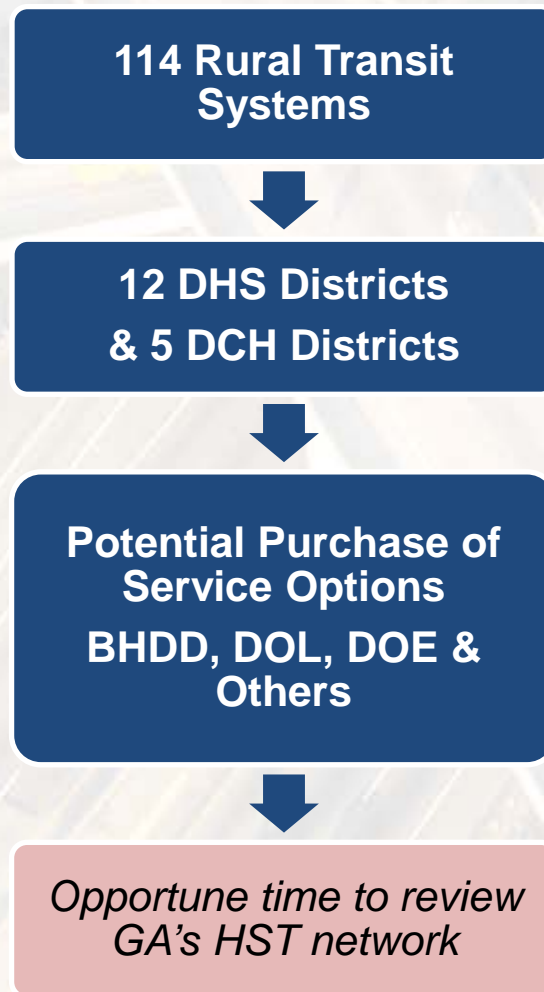 114 Rural Transit
Systems
12 DHS Districts
& 5 DCH Districts
Potential Purchase of
Service Options
BHDD, DOL, DOE &
Others
Opportune time to review
GA’s HST network